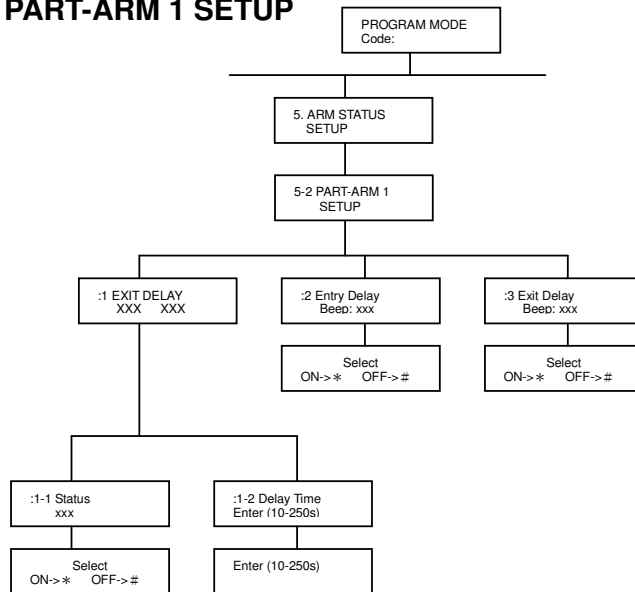 PART-ARM 1 SETUP
PROGRAM MODE
Code:
5. ARM STATUS
SETUP
5-2 PART-ARM 1
SETUP
:1 EXIT DELAY
XXX XXX
:2 Entry Delay
Beep: xxx
:3 Exit Delay
Beep: xxx
Select
ON->* OFF->#
Select
ON->* OFF->#
:1-1 Status
xxx
:1-2 Delay Time
Enter (10-250s)
Select
ON->* OFF->#
Enter (10-250s)